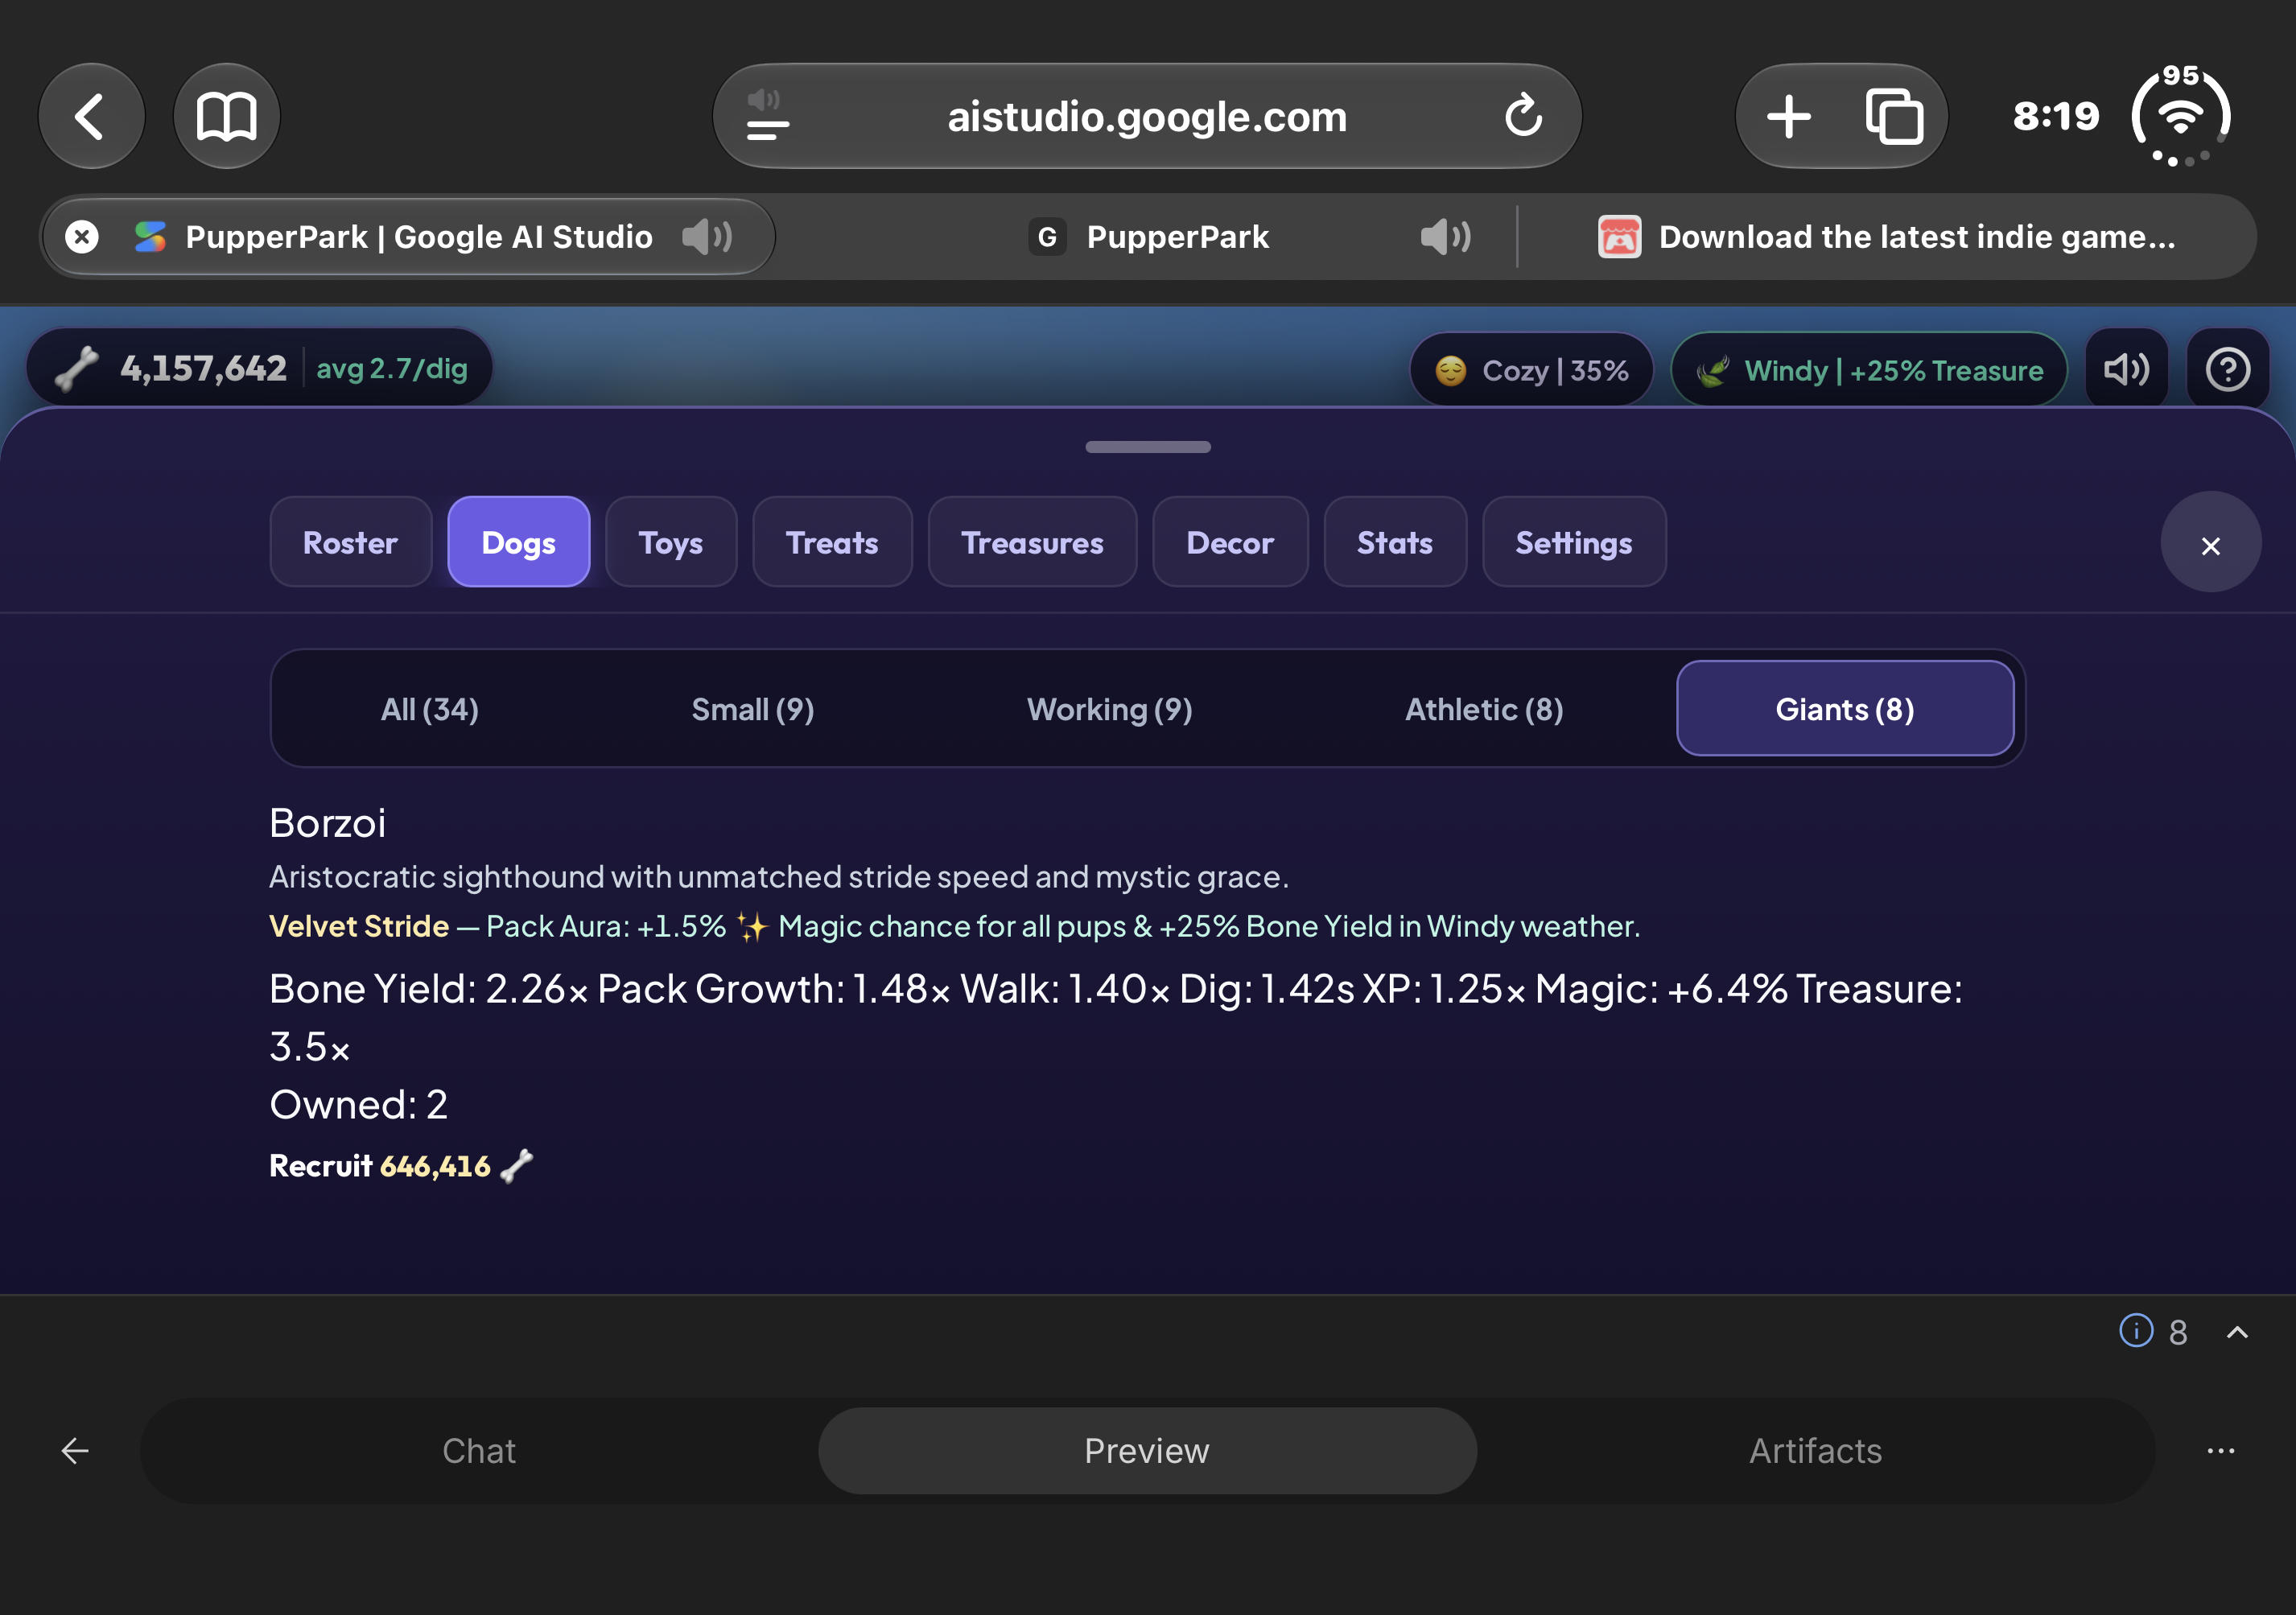 aistudio.google.com
8:19
95
PupperPark | Google AI Studio
G PupperPark
Download the latest indie game...
4,157,642 avg 2.7/dig
Cozy | 35%
Windy | +25% Treasure
Roster
Dogs
Toys
Treats
Treasures
Decor
Stats
Settings
All (34)
Small (9)
Working (9)
Athletic (8)
Giants (8)
Borzoi
Aristocratic sighthound with unmatched stride speed and mystic grace.
Velvet Stride — Pack Aura: +1.5% ✨ Magic chance for all pups & +25% Bone Yield in Windy weather.
Bone Yield: 2.26× Pack Growth: 1.48× Walk: 1.40× Dig: 1.42s XP: 1.25× Magic: +6.4% Treasure:
3.5×
Owned: 2
Recruit 646,416 🦴
8
Chat
Preview
Artifacts